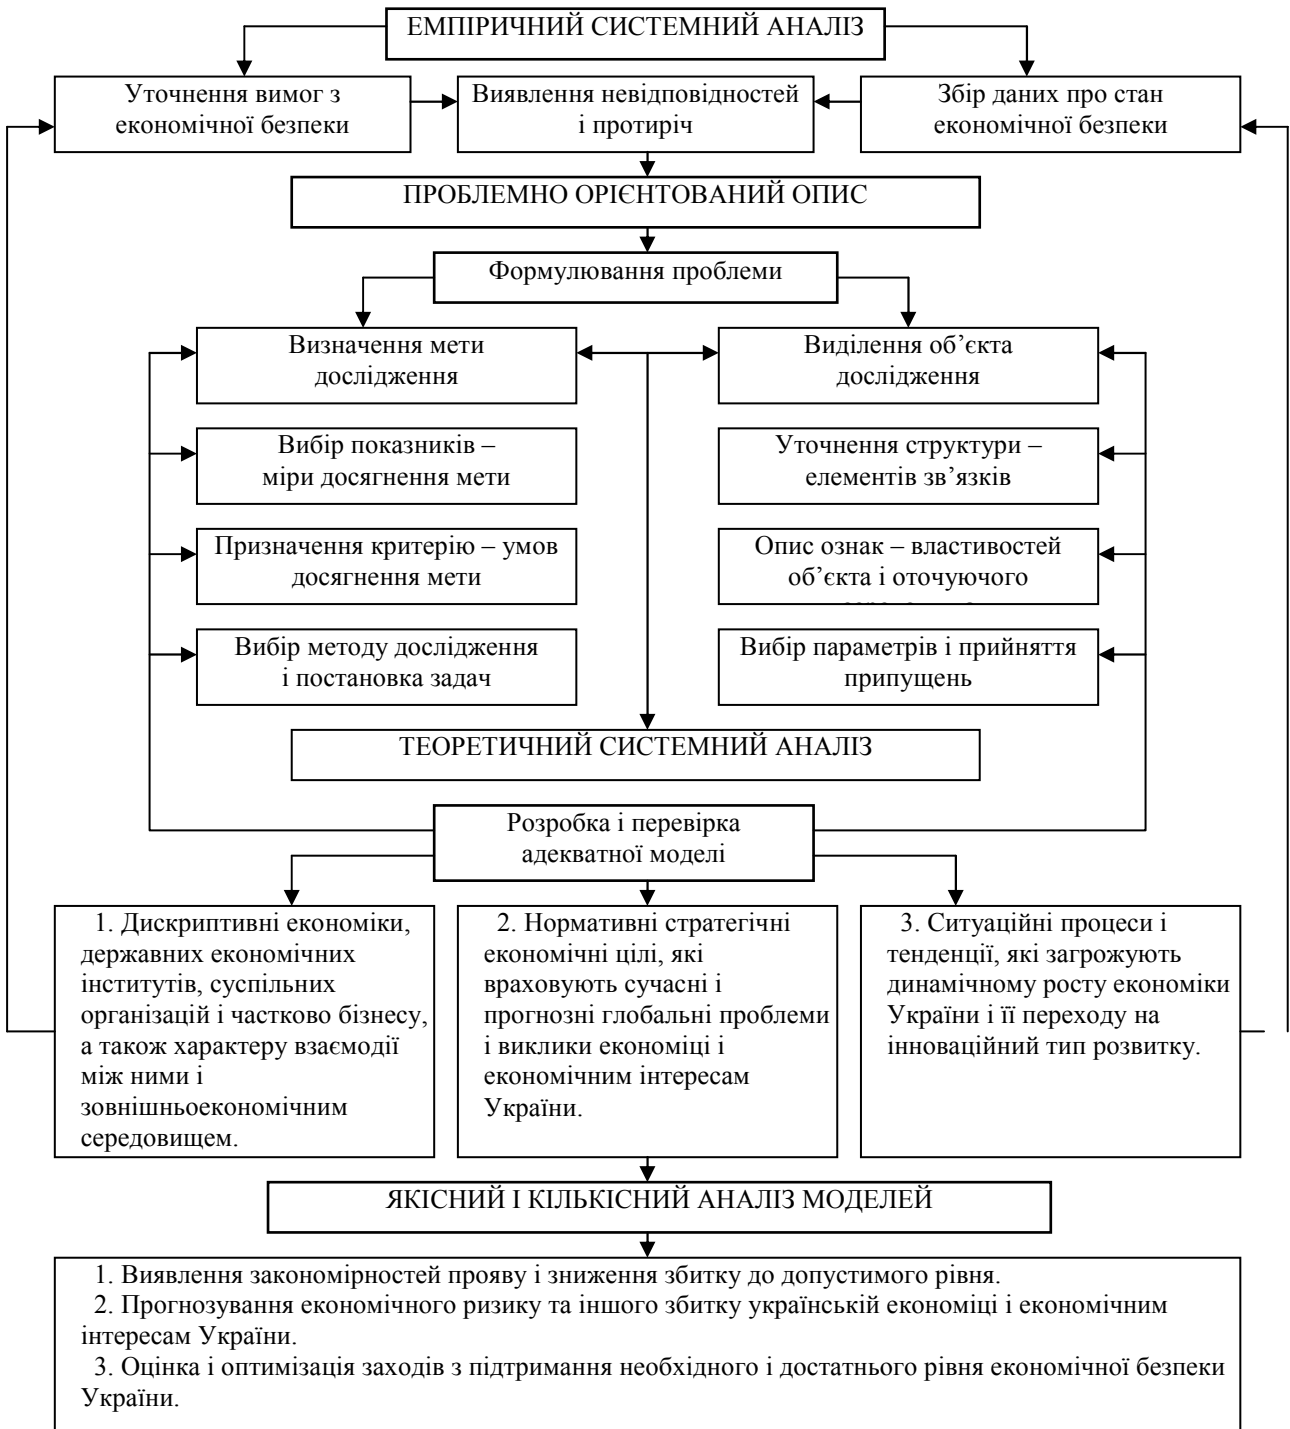 ЕМПІРИЧНИЙ СИСТЕМНИЙ АНАЛІЗ
Уточнення вимог з
економічної безпеки
Виявлення невідповідностей
і протиріч
Збір даних про стан
економічної безпеки
ПРОБЛЕМНО ОРІЄНТОВАНИЙ ОПИС
Формулювання проблеми
Визначення мети
дослідження
Виділення об’єкта
дослідження
Вибір показників –
міри досягнення мети
Уточнення структури –
елементів зв’язків
Призначення критерію – умов
досягнення мети
Опис ознак – властивостей
об’єкта і оточуючого
Вибір методу дослідження
і постановка задач
Вибір параметрів і прийняття
припущень
ТЕОРЕТИЧНИЙ СИСТЕМНИЙ АНАЛІЗ
Розробка і перевірка
адекватної моделі
1. Дискриптивні економіки,
державних економічних
інститутів, суспільних
організацій і частково бізнесу,
а також характеру взаємодії
між ними і
зовнішньоекономічним
середовищем.
2. Нормативні стратегічні
економічні цілі, які
враховують сучасні і
прогнозні глобальні проблеми
і виклики економіці і
економічним інтересам
України.
3. Ситуаційні процеси і
тенденції, які загрожують
динамічному росту економіки
України і її переходу на
інноваційний тип розвитку.
ЯКІСНИЙ І КІЛЬКІСНИЙ АНАЛІЗ МОДЕЛЕЙ
1. Виявлення закономірностей прояву і зниження збитку до допустимого рівня.
2. Прогнозування економічного ризику та іншого збитку українській економіці і економічним
інтересам України.
3. Оцінка і оптимізація заходів з підтримання необхідного і достатнього рівня економічної безпеки
України.